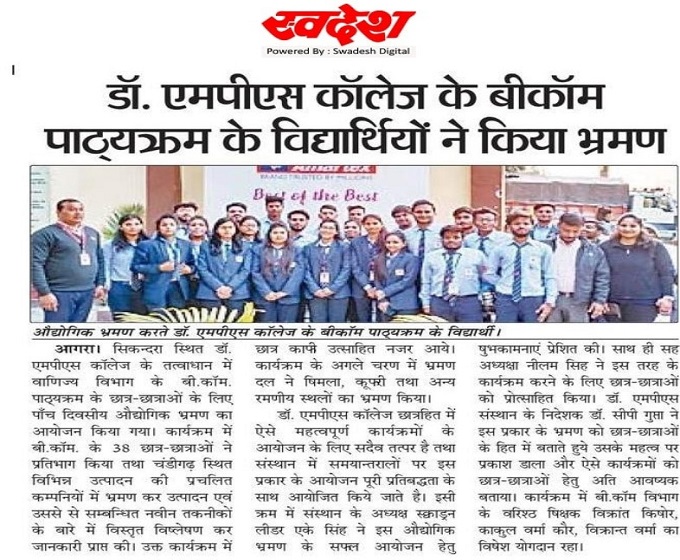 स्वदेश
Powered By : Swadesh Digital
डॉ. एमपीएस कॉलेज के बीकॉम
पाठ्यक्रम के विद्यार्थियों ने किया भ्रमण
Amartex
BRAND TRUSTED BY MILLIONS
Best of the Best
औद्योगिक भ्रमण करते डॉ. एमपीएस कॉलेज के बीकॉम पाठ्यक्रम के विद्यार्थी।
आगरा। सिकन्दरा स्थित डॉ.
एमपीएस कॉलेज के तत्वाधान में
वाणिज्य विभाग के बी.कॉम.
पाठ्यक्रम के छात्र-छात्राओं के लिए
पाँच दिवसीय औद्योगिक भ्रमण का
आयोजन किया गया। कार्यक्रम में
बी.कॉम. के 38 छात्र-छात्राओं ने
प्रतिभाग किया तथा चंडीगढ़ स्थित
विभिन्न उत्पादन की प्रचलित
कम्पनियों में भ्रमण कर उत्पादन एवं
उससे से सम्बन्धित नवीन तकनीकों
के बारे में विस्तृत विष्लेषण कर
जानकारी प्राप्त की। उक्त कार्यक्रम में
छात्र काफी उत्साहित नजर आये।
कार्यक्रम के अगले चरण में भ्रमण
दल ने षिमला, कूफरी तथा अन्य
रमणीय स्थलों का भ्रमण किया।
डॉ. एमपीएस कॉलेज छात्रहित में
ऐसे महत्वपूर्ण कार्यक्रमों के
आयोजन के लिए सदैव तत्पर है तथा
संस्थान में समयान्तरालों पर इस
प्रकार के आयोजन पूरी प्रतिबद्धता के
साथ आयोजित किये जाते है। इसी
क्रम में संस्थान के अध्यक्ष स्क्वाड्रन
लीडर एके सिंह ने इस औद्योगिक
भ्रमण के सफल आयोजन हेतु
षुभकामनाएं प्रेशित की। साथ ही सह
अध्यक्षा नीलम सिह ने इस तरह के
कार्यक्रम करने के लिए छात्र-छात्राओं
को प्रोत्साहित किया। डॉ. एमपीएस
संस्थान के निदेशक डॉ. सीपी गुप्ता ने
इस प्रकार के भ्रमण को छात्र-छात्राओं
के हित में बताते हुये उसके महत्व पर
प्रकाश डाला और ऐसे कार्यक्रमों को
छात्र-छात्राओं हेतु अति आवष्यक
बताया। कार्यक्रम में बी.कॉम विभाग
के वरिश्ठ षिक्षक विक्रांत किषोर,
काकुल वर्मा कौर, विक्रान्त वर्मा का
विषेश योगदान रहा।